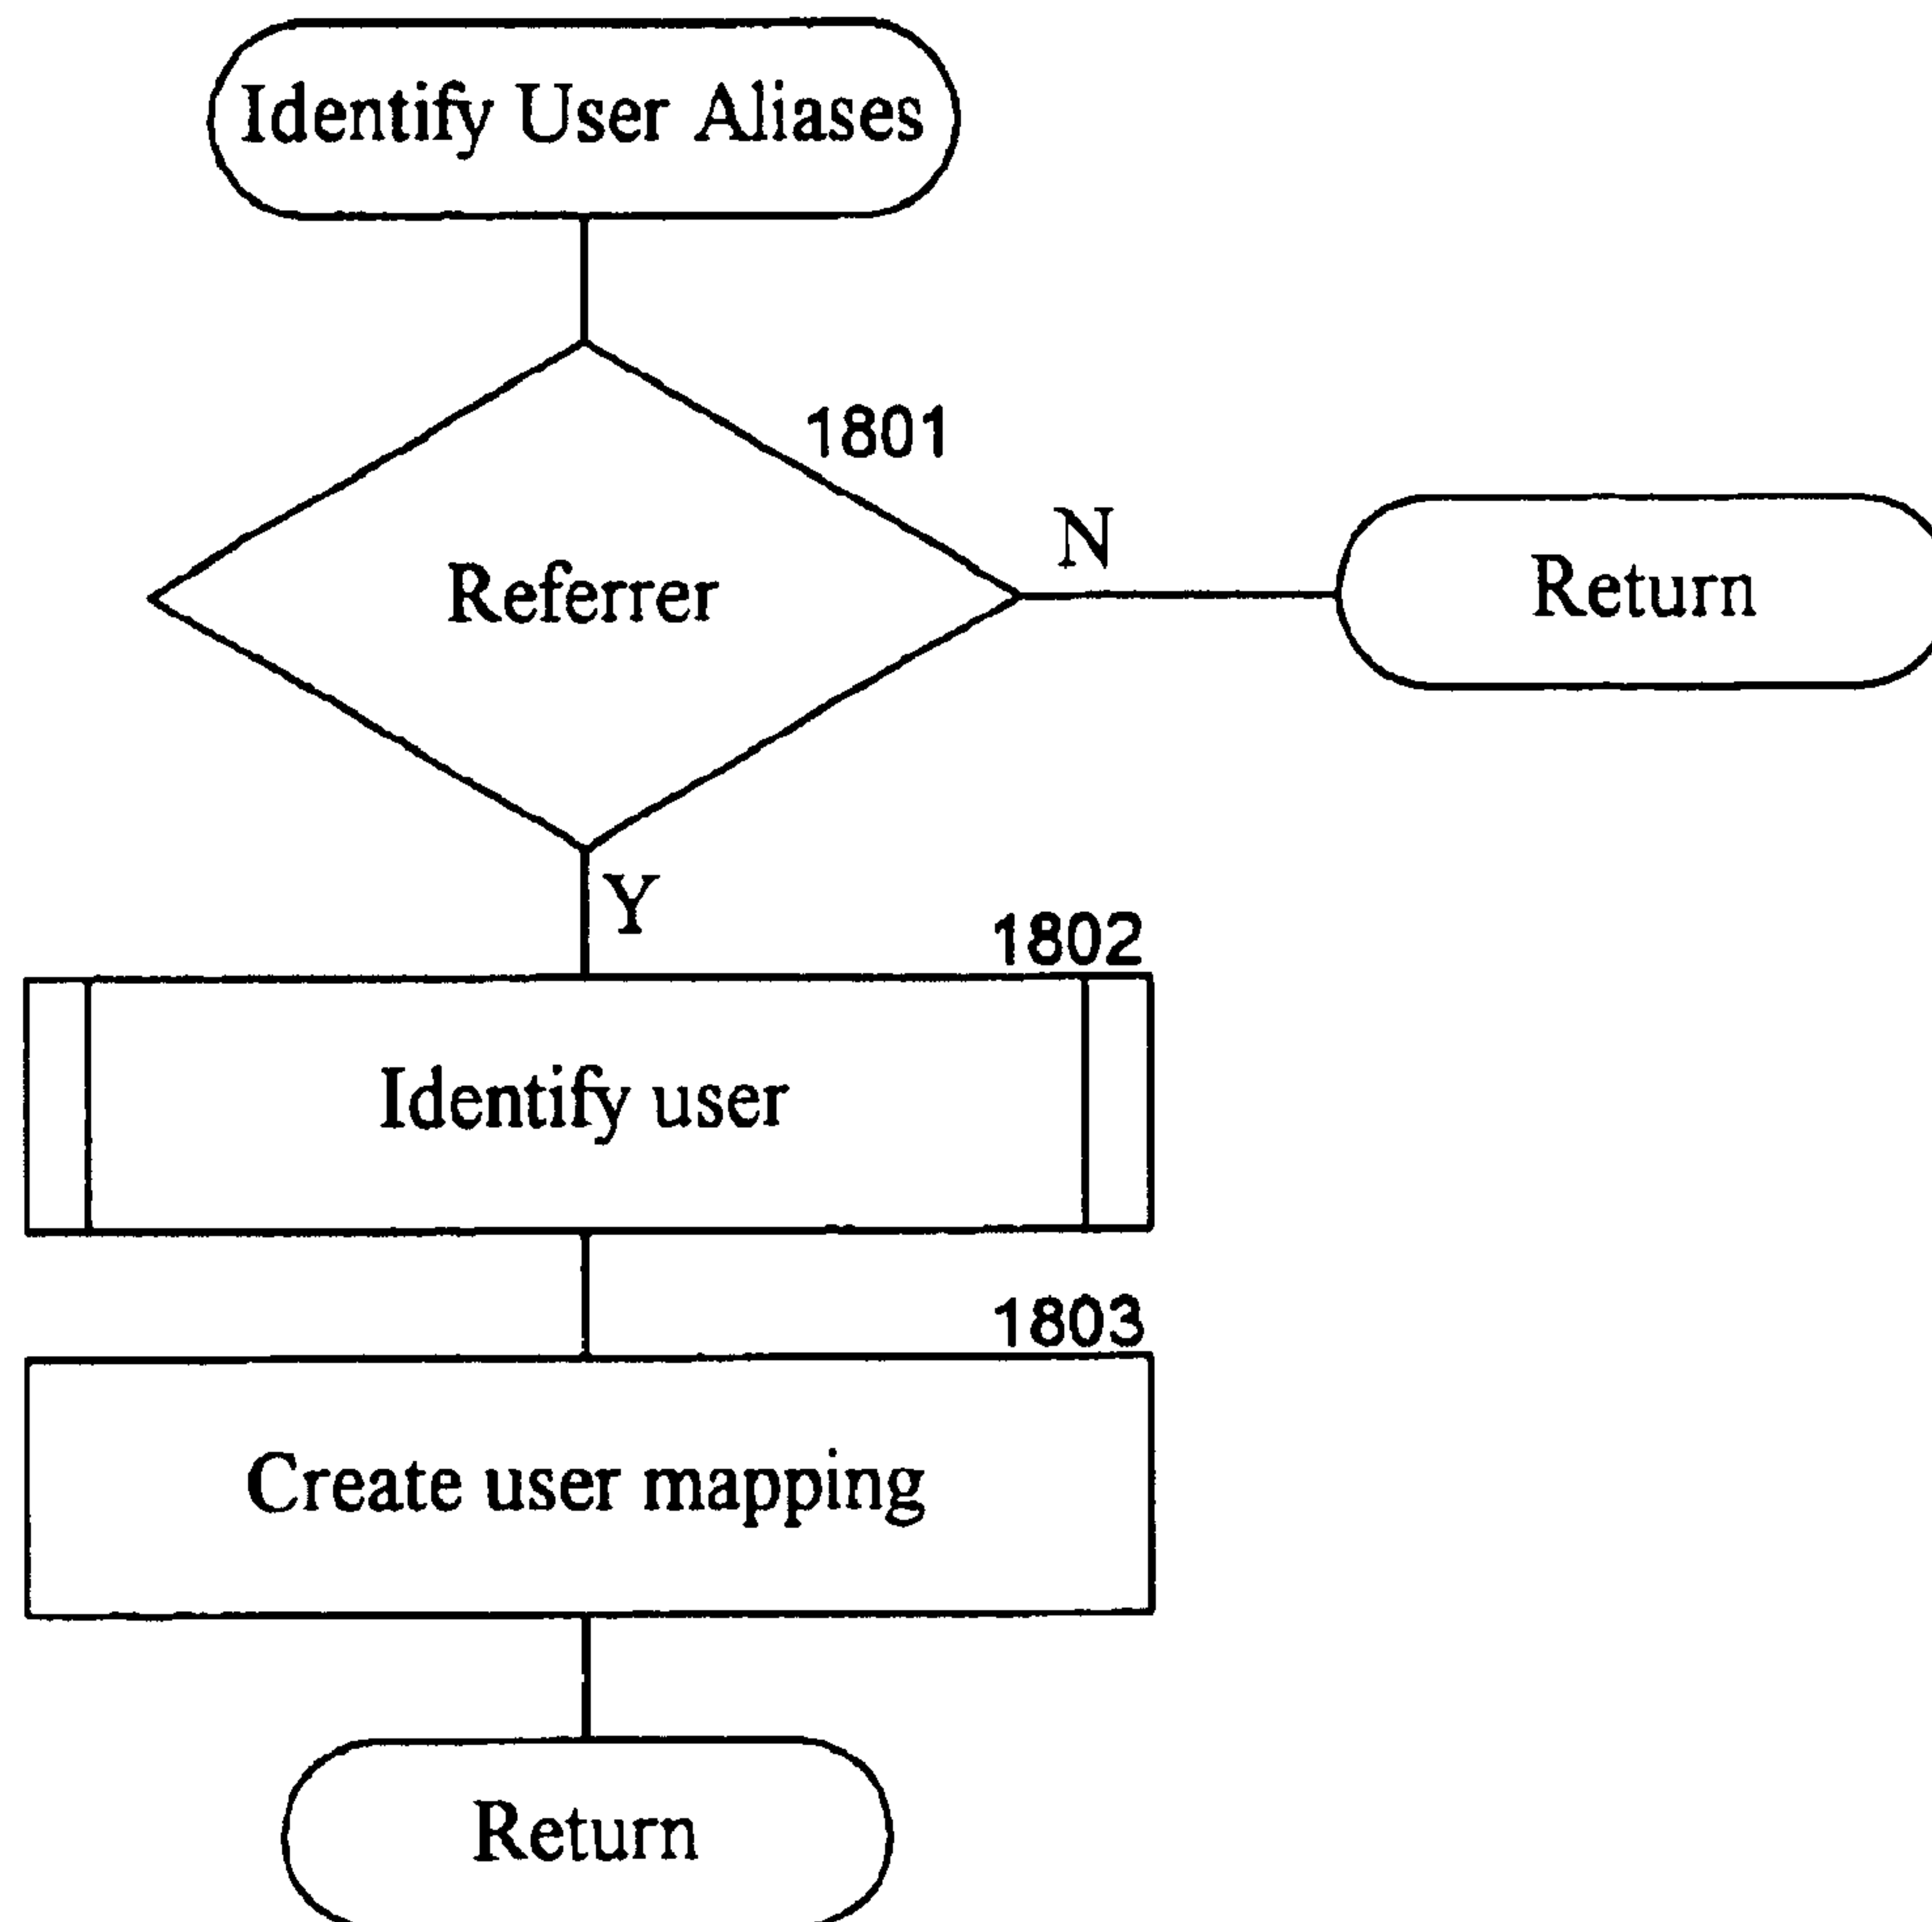 Identify User Aliases
1801
Referrer
N
Return
Y
1802
Identify user
1803
Create user mapping
Return